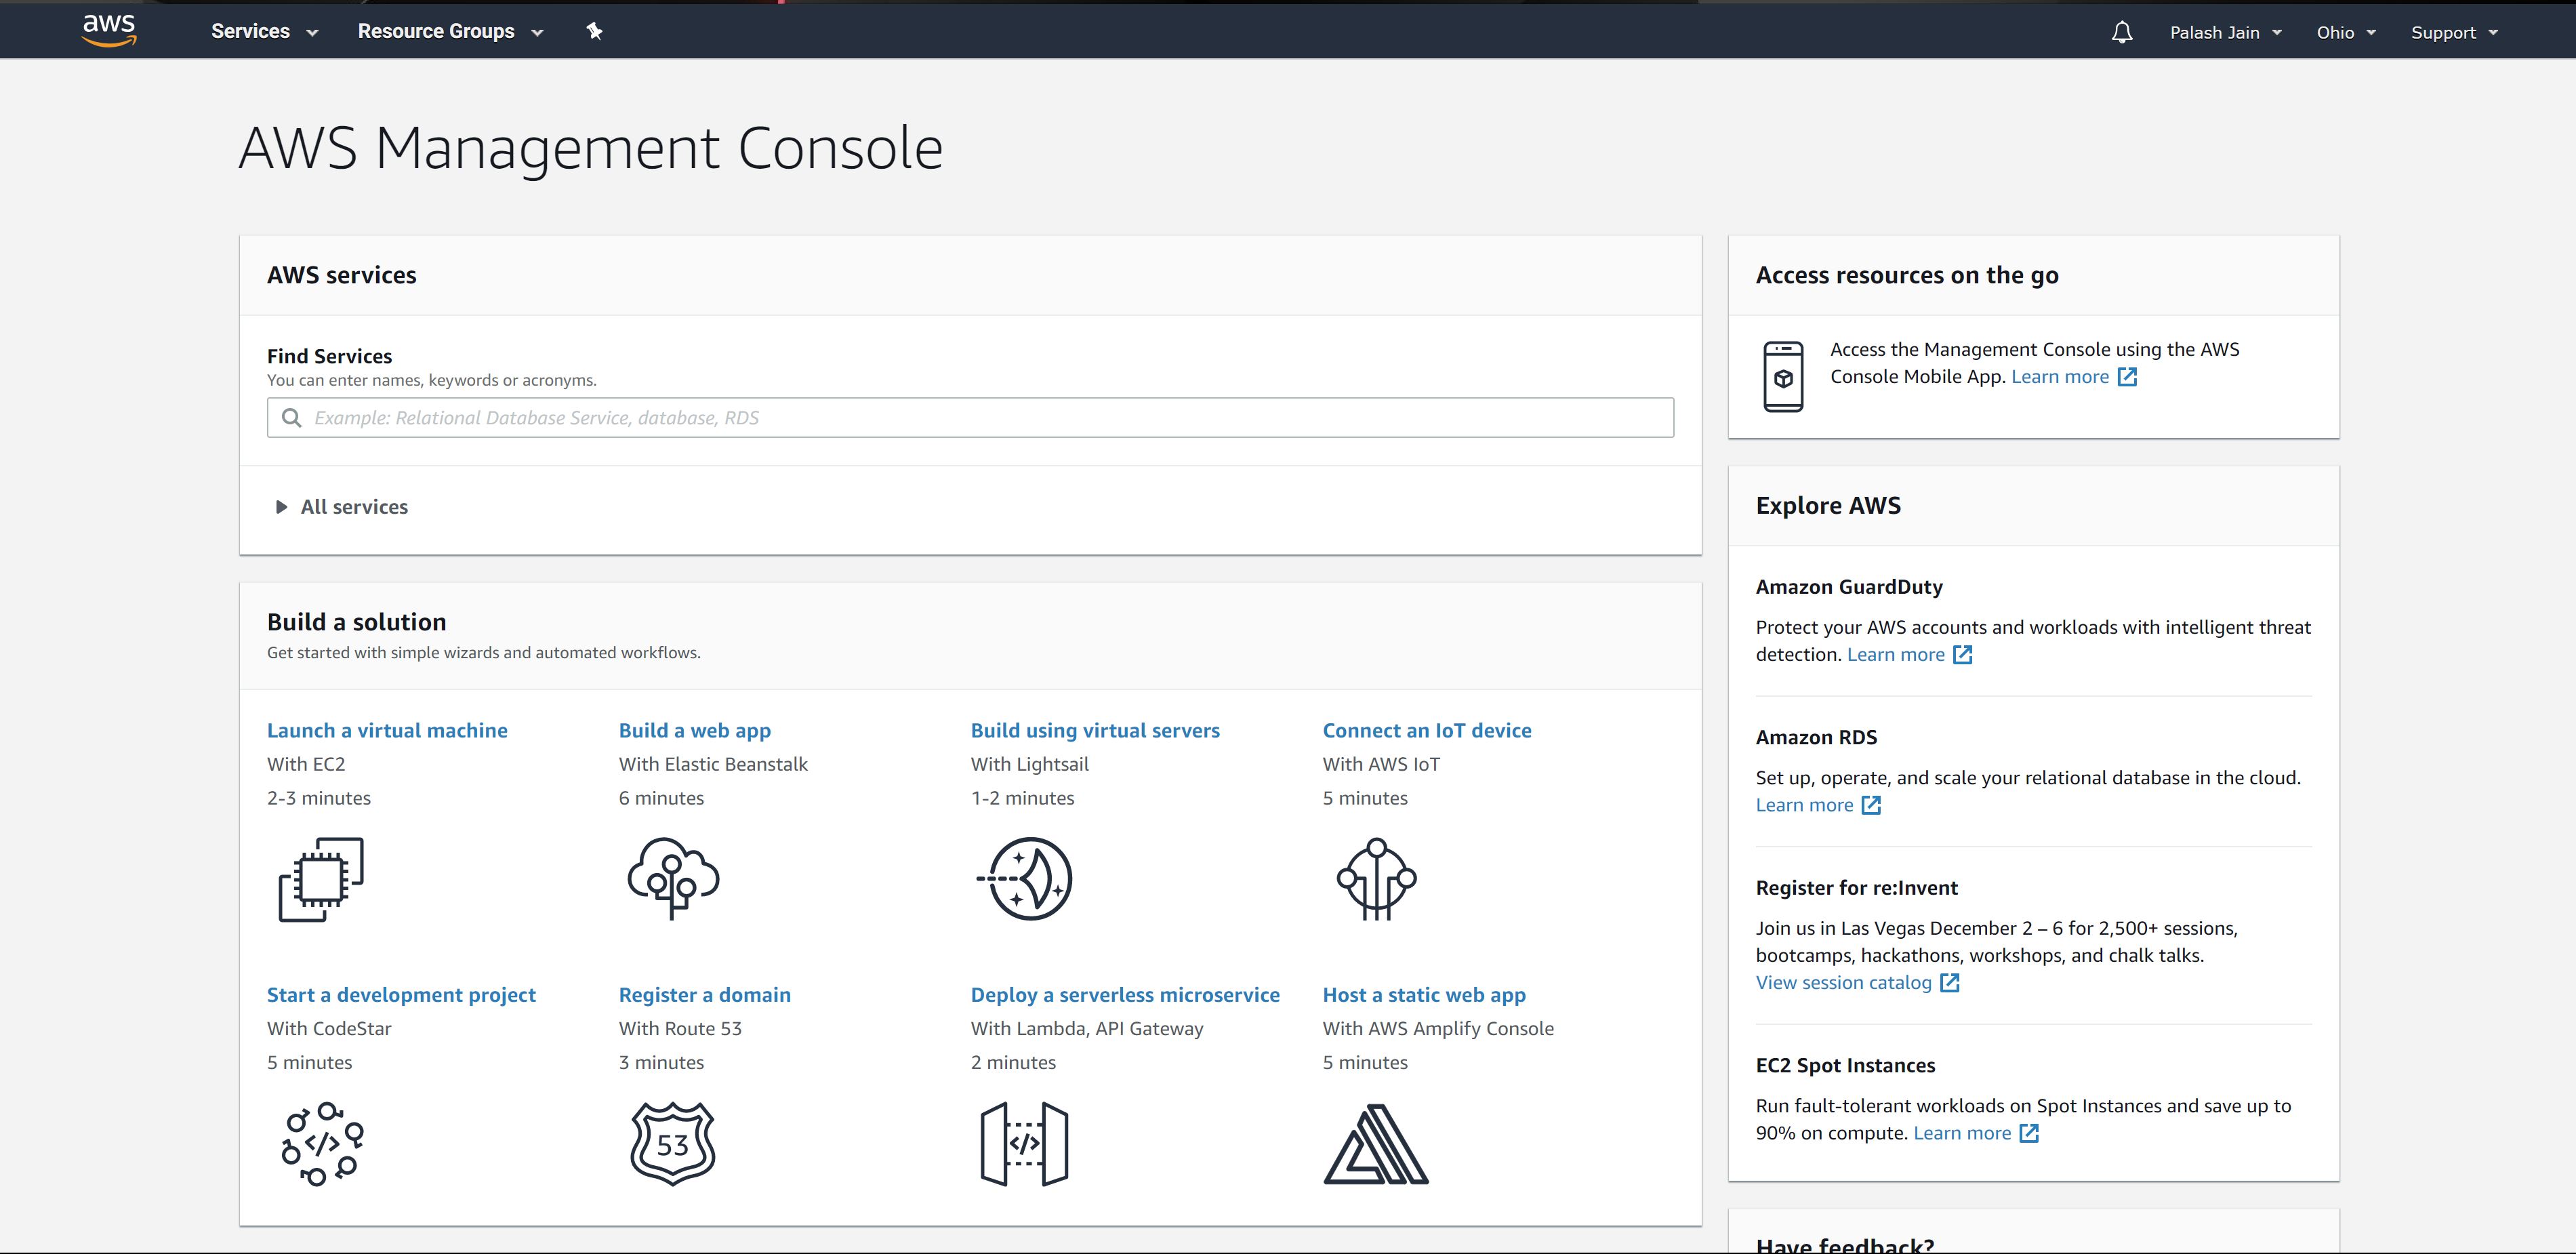 aws
Services
Resource Groups
Palash Jain
Ohio
Support
AWS Management Console
AWS services
Find Services
You can enter names, keywords or acronyms.
Example: Relational Database Service, database, RDS
All services
Build a solution
Get started with simple wizards and automated workflows.
Launch a virtual machine
With EC2
2-3 minutes
Build a web app
With Elastic Beanstalk
6 minutes
Build using virtual servers
With Lightsail
1-2 minutes
Connect an IoT device
With AWS IoT
5 minutes
Start a development project
With CodeStar
5 minutes
</>
Register a domain
With Route 53
3 minutes
53
Deploy a serverless microservice
With Lambda, API Gateway
2 minutes
</>
Host a static web app
With AWS Amplify Console
5 minutes
Access resources on the go
Access the Management Console using the AWS
Console Mobile App. Learn more
Explore AWS
Amazon GuardDuty
Protect your AWS accounts and workloads with intelligent threat
detection. Learn more
Amazon RDS
Set up, operate, and scale your relational database in the cloud.
Learn more
Register for re:Invent
Join us in Las Vegas December 2 – 6 for 2,500+ sessions,
bootcamps, hackathons, workshops, and chalk talks.
View session catalog
EC2 Spot Instances
Run fault-tolerant workloads on Spot Instances and save up to
90% on compute. Learn more
Have feedback?